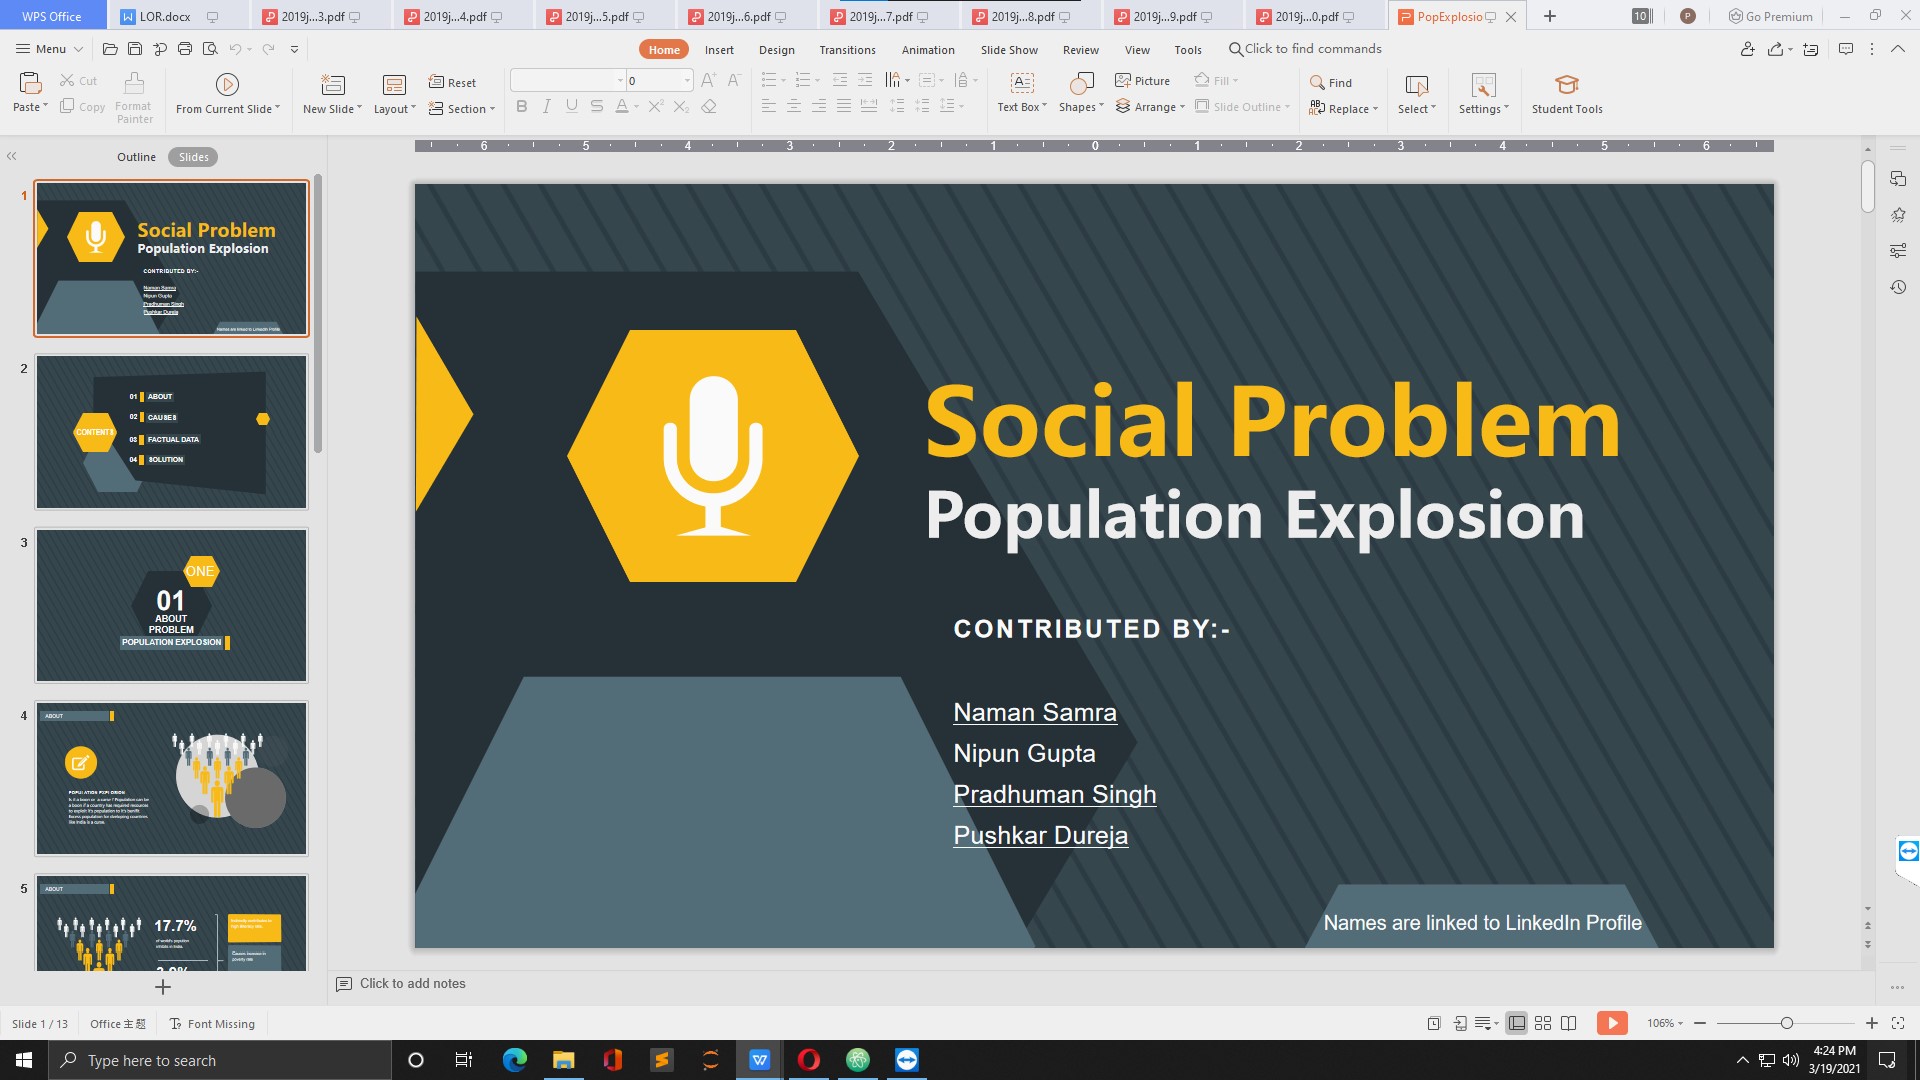 WPS Office
LOR.docx
2019j...3.pdf
2019j...4.pdf
2019j...5.pdf
2019j...6.pdf
2019j...7.pdf
2019j...8.pdf
2019j...9.pdf
2019j...0.pdf
PopExplosio
10
P
Go Premium
Menu
Home
Insert
Design
Transitions
Animation
Slide Show
Review
View
Tools
Click to find commands
Paste
Cut
Copy
Format Painter
From Current Slide
New Slide
Layout
Reset
Section
0
Text Box
Shapes
Picture
Arrange
Fill
Slide Outline
Find
Replace
Select
Settings
Student Tools
Outline
Slides
6 5 4 3 2 1 0 1 2 3 4 5 6
1
Social Problem
Population Explosion
CONTRIBUTED BY:-
Naman Samra
Nipun Gupta
Pradhuman Singh
Pushkar Dureja
Names are linked to LinkedIn Profile
2
CONTENTS
01 ABOUT
02 CAUSES
03 FACTUAL DATA
04 SOLUTION
3
ONE
01
ABOUT
PROBLEM
POPULATION EXPLOSION
4
ABOUT
POPULATION EXPLOSION
5
ABOUT
17.7%
Social Problem
Population Explosion
CONTRIBUTED BY:-
Naman Samra
Nipun Gupta
Pradhuman Singh
Pushkar Dureja
Names are linked to LinkedIn Profile
Click to add notes
Slide 1 / 13
Office主题
Font Missing
106%
Type here to search
4:24 PM
3/19/2021